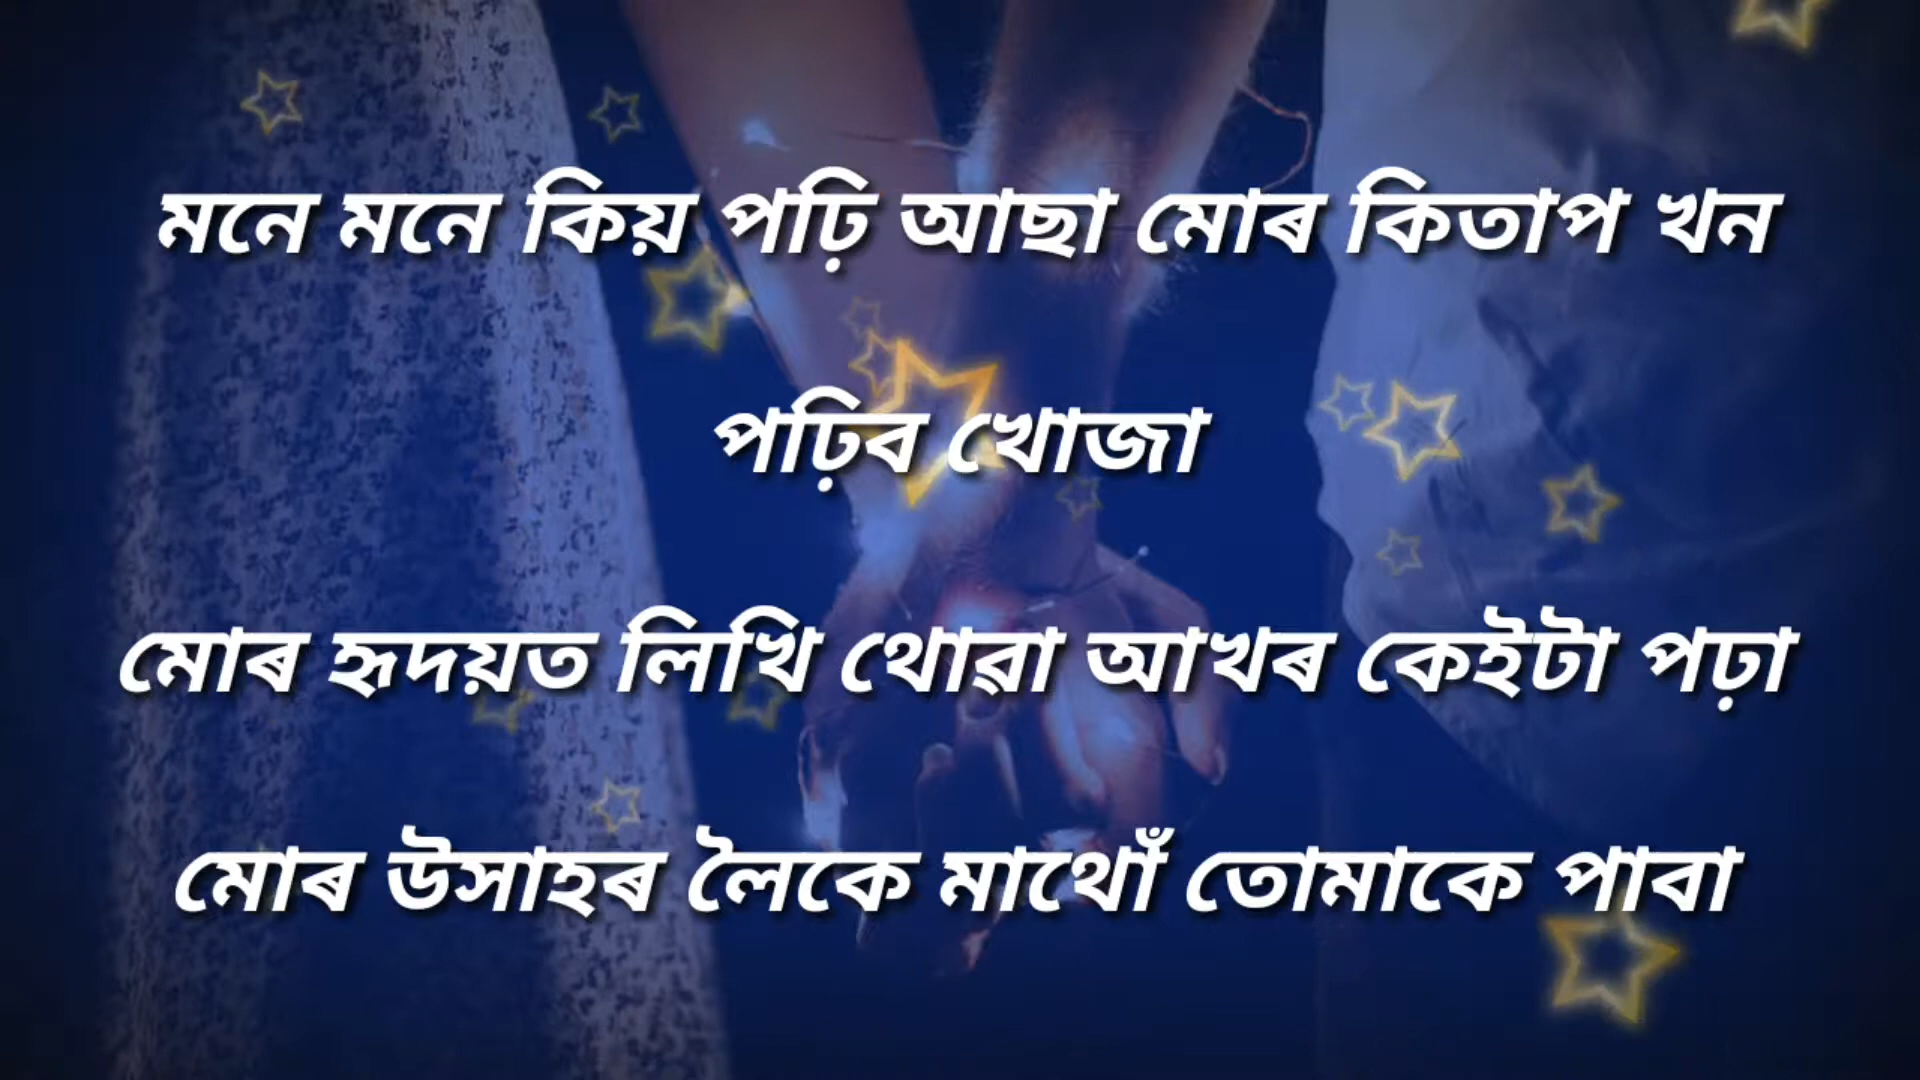 মনে মনে কিয় পঢ়ি আছা মোৰ কিতাপ খন
পঢ়িব খোজা
মোৰ হৃদয়ত লিখি থোৱা আখৰ কেইটা পঢ়া
মোৰ উসাহৰ লৈকে মাথোঁ তোমাকে পাবা